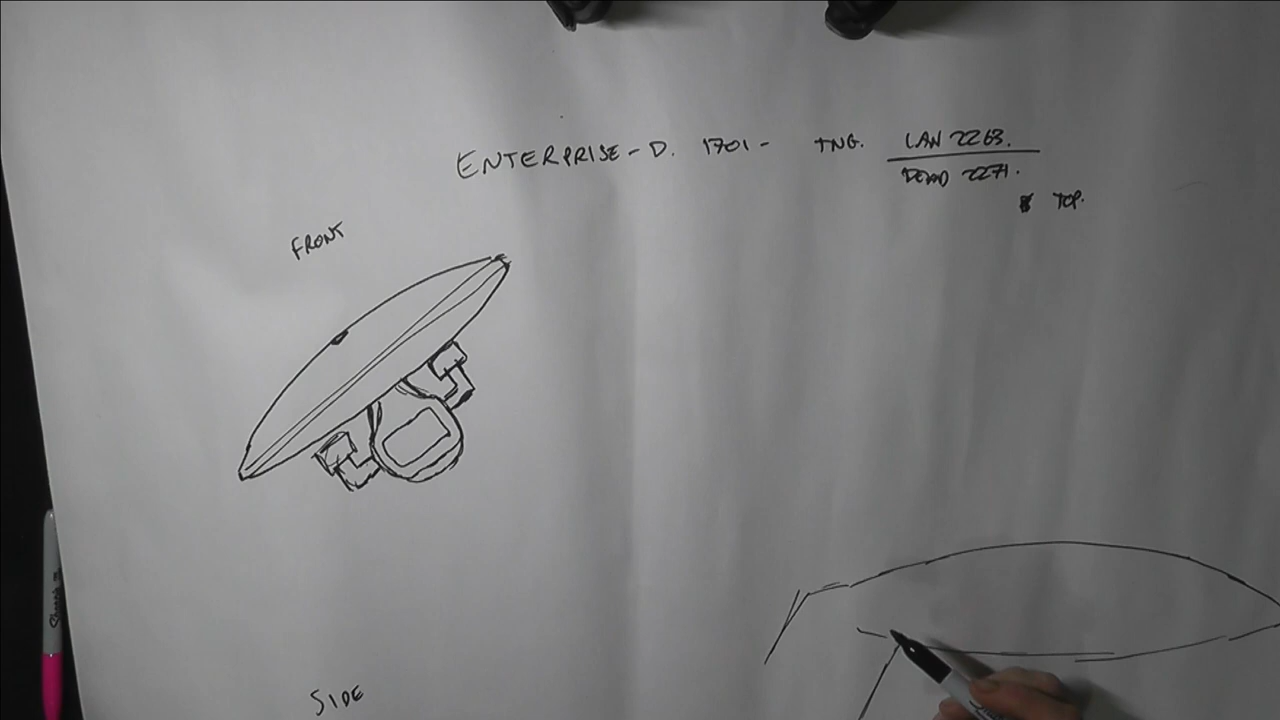 ENTERPRISE - D. 1701 - TNG. LAN 2263.
DEAD 2271.
TOP.
FRONT
SIDE